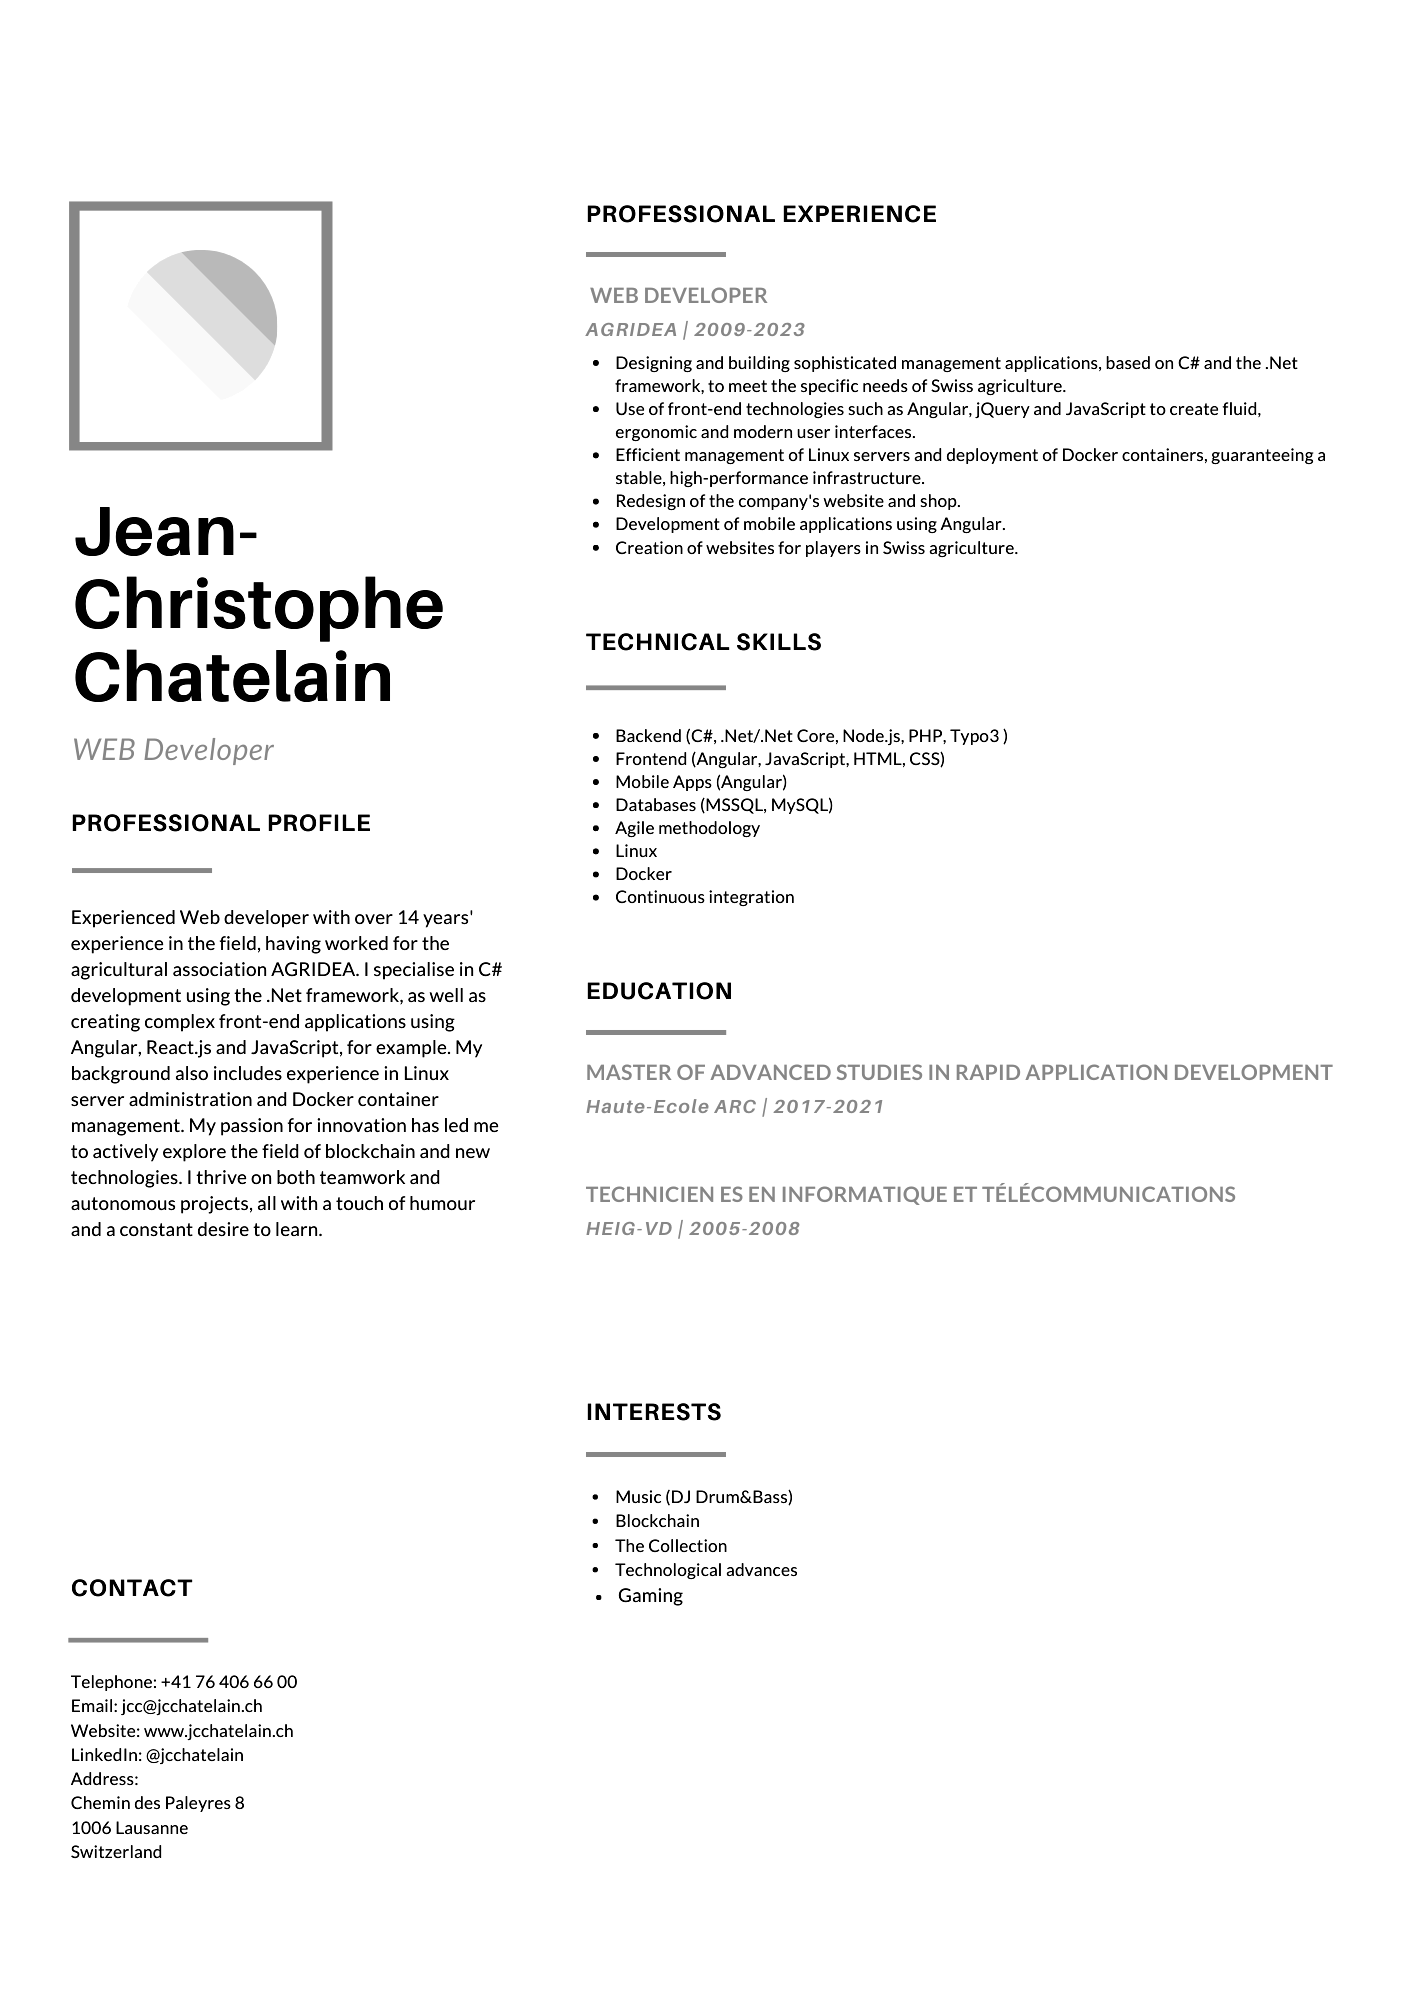 Jean-
Christophe
Chatelain
WEB Developer
PROFESSIONAL PROFILE
Experienced Web developer with over 14 years'
experience in the field, having worked for the
agricultural association AGRIDEA. I specialise in C#
development using the .Net framework, as well as
creating complex front-end applications using
Angular, React.js and JavaScript, for example. My
background also includes experience in Linux
server administration and Docker container
management. My passion for innovation has led me
to actively explore the field of blockchain and new
technologies. I thrive on both teamwork and
autonomous projects, all with a touch of humour
and a constant desire to learn.
CONTACT
Telephone: +41 76 406 66 00
Email: jcc@jcchatelain.ch
Website: www.jcchatelain.ch
LinkedIn: @jcchatelain
Address:
Chemin des Paleyres 8
1006 Lausanne
Switzerland
PROFESSIONAL EXPERIENCE
WEB DEVELOPER
AGRIDEA | 2009-2023
• Designing and building sophisticated management applications, based on C# and the .Net
framework, to meet the specific needs of Swiss agriculture.
• Use of front-end technologies such as Angular, jQuery and JavaScript to create fluid,
ergonomic and modern user interfaces.
• Efficient management of Linux servers and deployment of Docker containers, guaranteeing a
stable, high-performance infrastructure.
• Redesign of the company's website and shop.
• Development of mobile applications using Angular.
• Creation of websites for players in Swiss agriculture.
TECHNICAL SKILLS
• Backend (C#, .Net/.Net Core, Node.js, PHP, Typo3 )
• Frontend (Angular, JavaScript, HTML, CSS)
• Mobile Apps (Angular)
• Databases (MSSQL, MySQL)
• Agile methodology
• Linux
• Docker
• Continuous integration
EDUCATION
MASTER OF ADVANCED STUDIES IN RAPID APPLICATION DEVELOPMENT
Haute-Ecole ARC | 2017-2021
TECHNICIEN ES EN INFORMATIQUE ET TÉLÉCOMMUNICATIONS
HEIG-VD | 2005-2008
INTERESTS
• Music (DJ Drum&Bass)
• Blockchain
• The Collection
• Technological advances
• Gaming